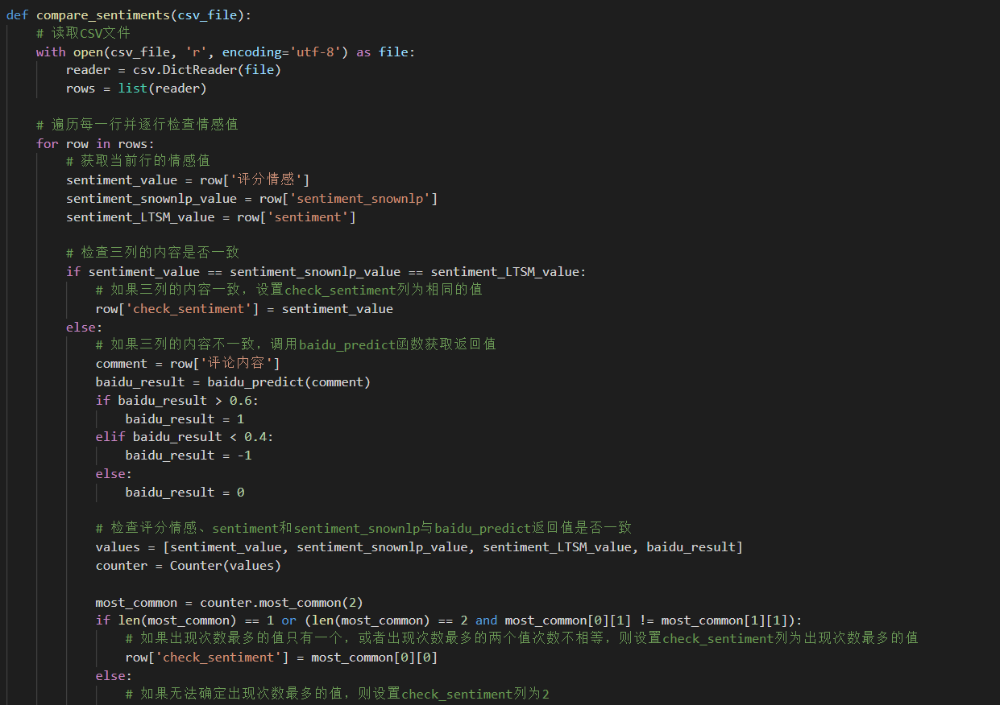 def compare_sentiments(csv_file):
    # 读取CSV文件
    with open(csv_file, 'r', encoding='utf-8') as file:
        reader = csv.DictReader(file)
        rows = list(reader)

    # 遍历每一行并逐行检查情感值
    for row in rows:
        # 获取当前行的情感值
        sentiment_value = row['评分情感']
        sentiment_snownlp_value = row['sentiment_snownlp']
        sentiment_LTSM_value = row['sentiment']

        # 检查三列的内容是否一致
        if sentiment_value == sentiment_snownlp_value == sentiment_LTSM_value:
            # 如果三列的内容一致，设置check_sentiment列为相同的值
            row['check_sentiment'] = sentiment_value
        else:
            # 如果三列的内容不一致，调用baidu_predict函数获取返回值
            comment = row['评论内容']
            baidu_result = baidu_predict(comment)
            if baidu_result > 0.6:
                baidu_result = 1
            elif baidu_result < 0.4:
                baidu_result = -1
            else:
                baidu_result = 0

            # 检查评分情感、sentiment和sentiment_snownlp与baidu_predict返回值是否一致
            values = [sentiment_value, sentiment_snownlp_value, sentiment_LTSM_value, baidu_result]
            counter = Counter(values)

            most_common = counter.most_common(2)
            if len(most_common) == 1 or (len(most_common) == 2 and most_common[0][1] != most_common[1][1]):
                # 如果出现次数最多的值只有一个，或者出现次数最多的两个值次数不相等，则设置check_sentiment列为出现次数最多的值
                row['check_sentiment'] = most_common[0][0]
            else:
                # 如果无法确定出现次数最多的值，则设置check_sentiment列为2